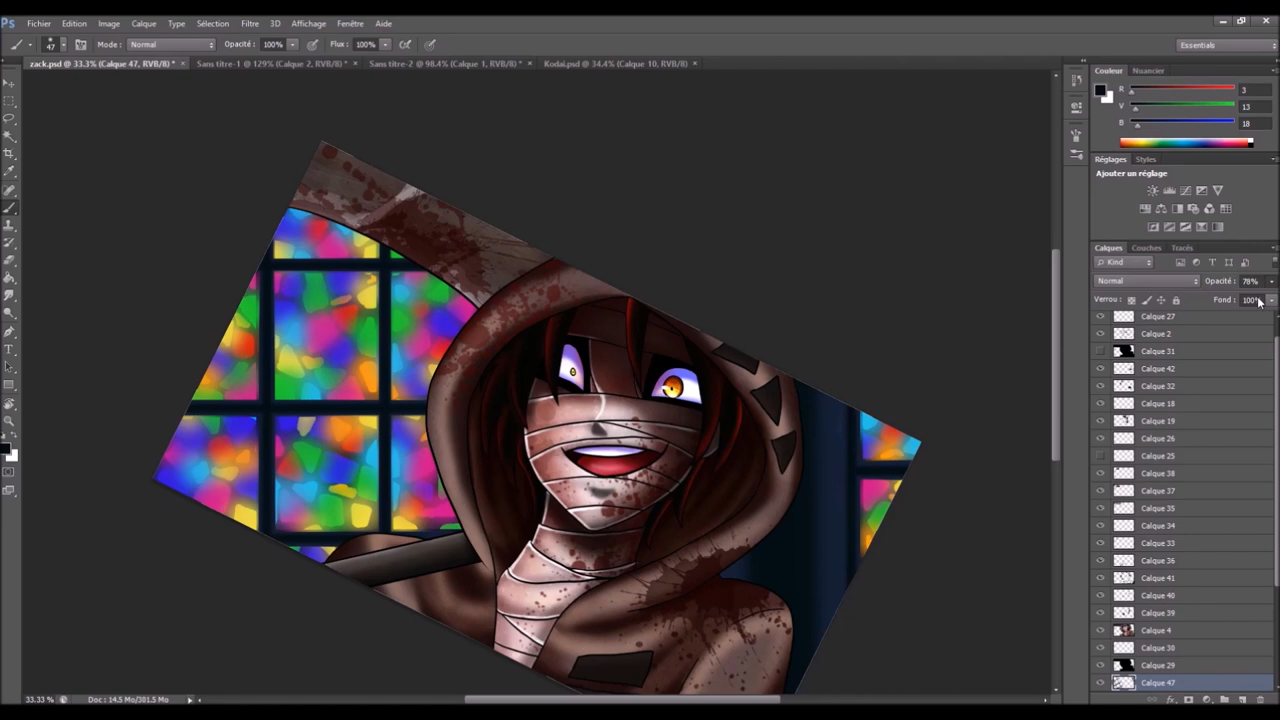 Ps Fichier Edition Image Calque Type Sélection Filtre 3D Affichage Fenêtre Aide
47 Mode : Normal Opacité : 100% Flux : 100% Essentials
zack.psd @ 33.3% (Calque 47, RVB/8) * × Sans titre-1 @ 129% (Calque 2, RVB/8) * × Sans titre-2 @ 98.4% (Calque 1, RVB/8) * × Kodai.psd @ 34.4% (Calque 10, RVB/8) ×
Couleur Nuancier
R 3
V 13
B 18
Réglages Styles
Ajouter un réglage
Calques Couches Tracés
Kind
Normal Opacité : 78%
Verrou : Fond : 100%
Calque 27
Calque 2
Calque 31
Calque 42
Calque 32
Calque 18
Calque 19
Calque 26
Calque 25
Calque 38
Calque 37
Calque 35
Calque 34
Calque 33
Calque 36
Calque 41
Calque 40
Calque 39
Calque 4
Calque 30
Calque 29
Calque 47
33.33 % Doc : 14.5 Mo/301.5 Mo